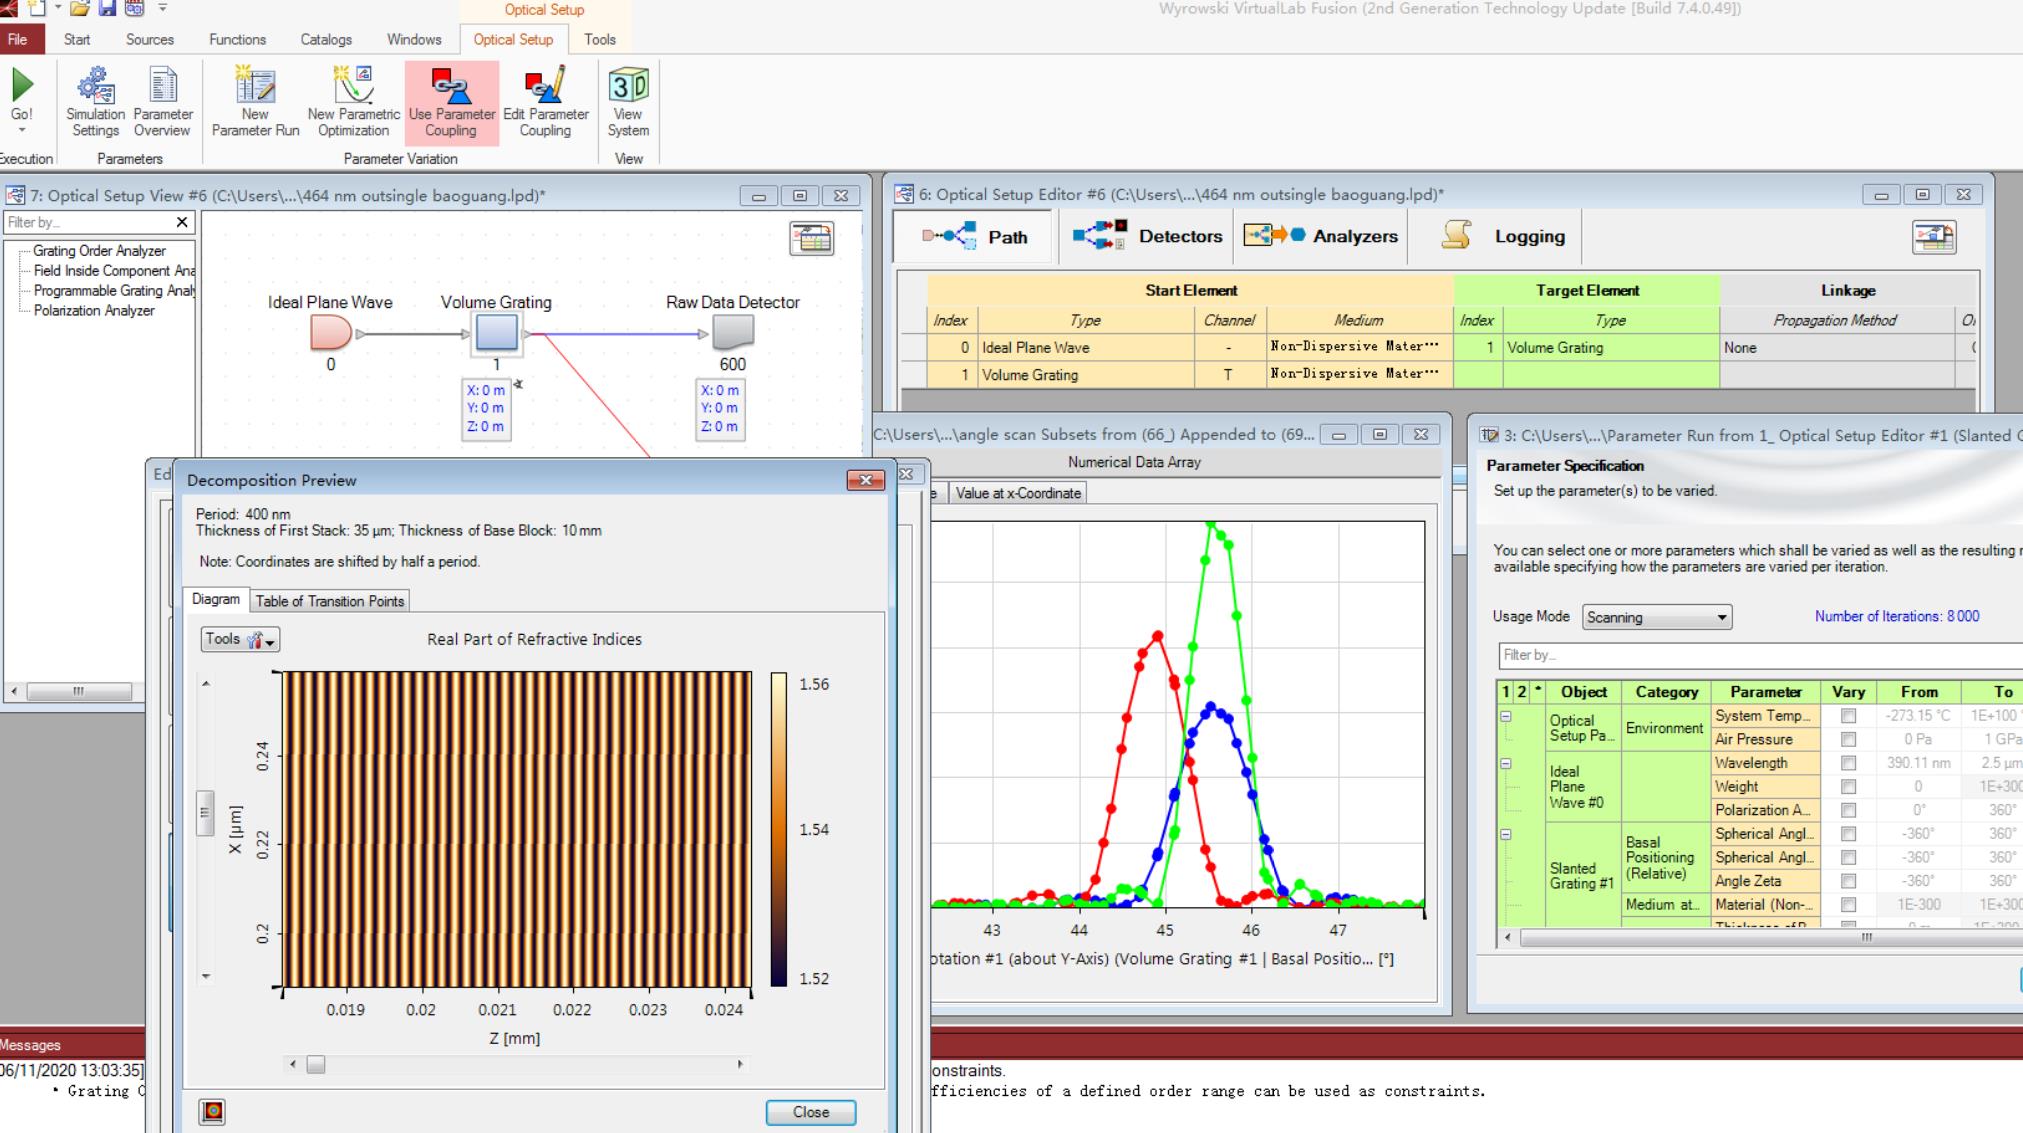 Optical Setup
Wyrowski VirtualLab Fusion (2nd Generation Technology Update [Build 7.4.0.49])
File Start Sources Functions Catalogs Windows Optical Setup Tools
Go!
Simulation Settings
Parameter Overview
New Parameter Run
New Parametric Optimization
Use Parameter Coupling
Edit Parameter Coupling
3D
View System
Execution Parameters Parameter Variation View
7: Optical Setup View #6 (C:\Users\...\464 nm outsingle baoguang.lpd)*
Filter by...
Grating Order Analyzer
Field Inside Component Ana
Programmable Grating Analy
Polarization Analyzer
Ideal Plane Wave Volume Grating Raw Data Detector
0 1 600
X: 0 m X: 0 m
Y: 0 m Y: 0 m
Z: 0 m Z: 0 m
6: Optical Setup Editor #6 (C:\Users\...\464 nm outsingle baoguang.lpd)*
Path Detectors Analyzers Logging
Start Element Target Element Linkage
Index Type Channel Medium Index Type Propagation Method
0 Ideal Plane Wave - Non-Dispersive Mater··· 1 Volume Grating None
1 Volume Grating T Non-Dispersive Mater···
C:\Users\...\angle scan Subsets from (66_) Appended to (69...
Numerical Data Array
e Value at x-Coordinate
43 44 45 46 47
otation #1 (about Y-Axis) (Volume Grating #1 | Basal Positio... [°]
3: C:\Users\...\Parameter Run from 1_ Optical Setup Editor #1 (Slanted G
Parameter Specification
Set up the parameter(s) to be varied.
You can select one or more parameters which shall be varied as well as the resulting
available specifying how the parameters are varied per iteration.
Usage Mode Scanning Number of Iterations: 8 000
Filter by...
1 2 * Object Category Parameter Vary From To
Optical Setup Pa... Environment System Temp... -273.15 °C 1E+100
Air Pressure 0 Pa 1 GPa
Ideal Plane Wave #0 Wavelength 390.11 nm 2.5 µm
Weight 0 1E+300
Polarization A... 0° 360°
Slanted Grating #1 Basal Positioning (Relative) Spherical Angl... -360° 360°
Spherical Angl... -360° 360°
Angle Zeta -360° 360°
Medium at... Material (Non-... 1E-300 1E+300
Ed
Decomposition Preview
Period: 400 nm
Thickness of First Stack: 35 µm; Thickness of Base Block: 10 mm
Note: Coordinates are shifted by half a period.
Diagram Table of Transition Points
Tools
Real Part of Refractive Indices
X [µm]
0.24
0.22
0.2
1.56
1.54
1.52
0.019 0.02 0.021 0.022 0.023 0.024
Z [mm]
Close
Messages
06/11/2020 13:03:35] onstraints.
• Grating O fficiencies of a defined order range can be used as constraints.